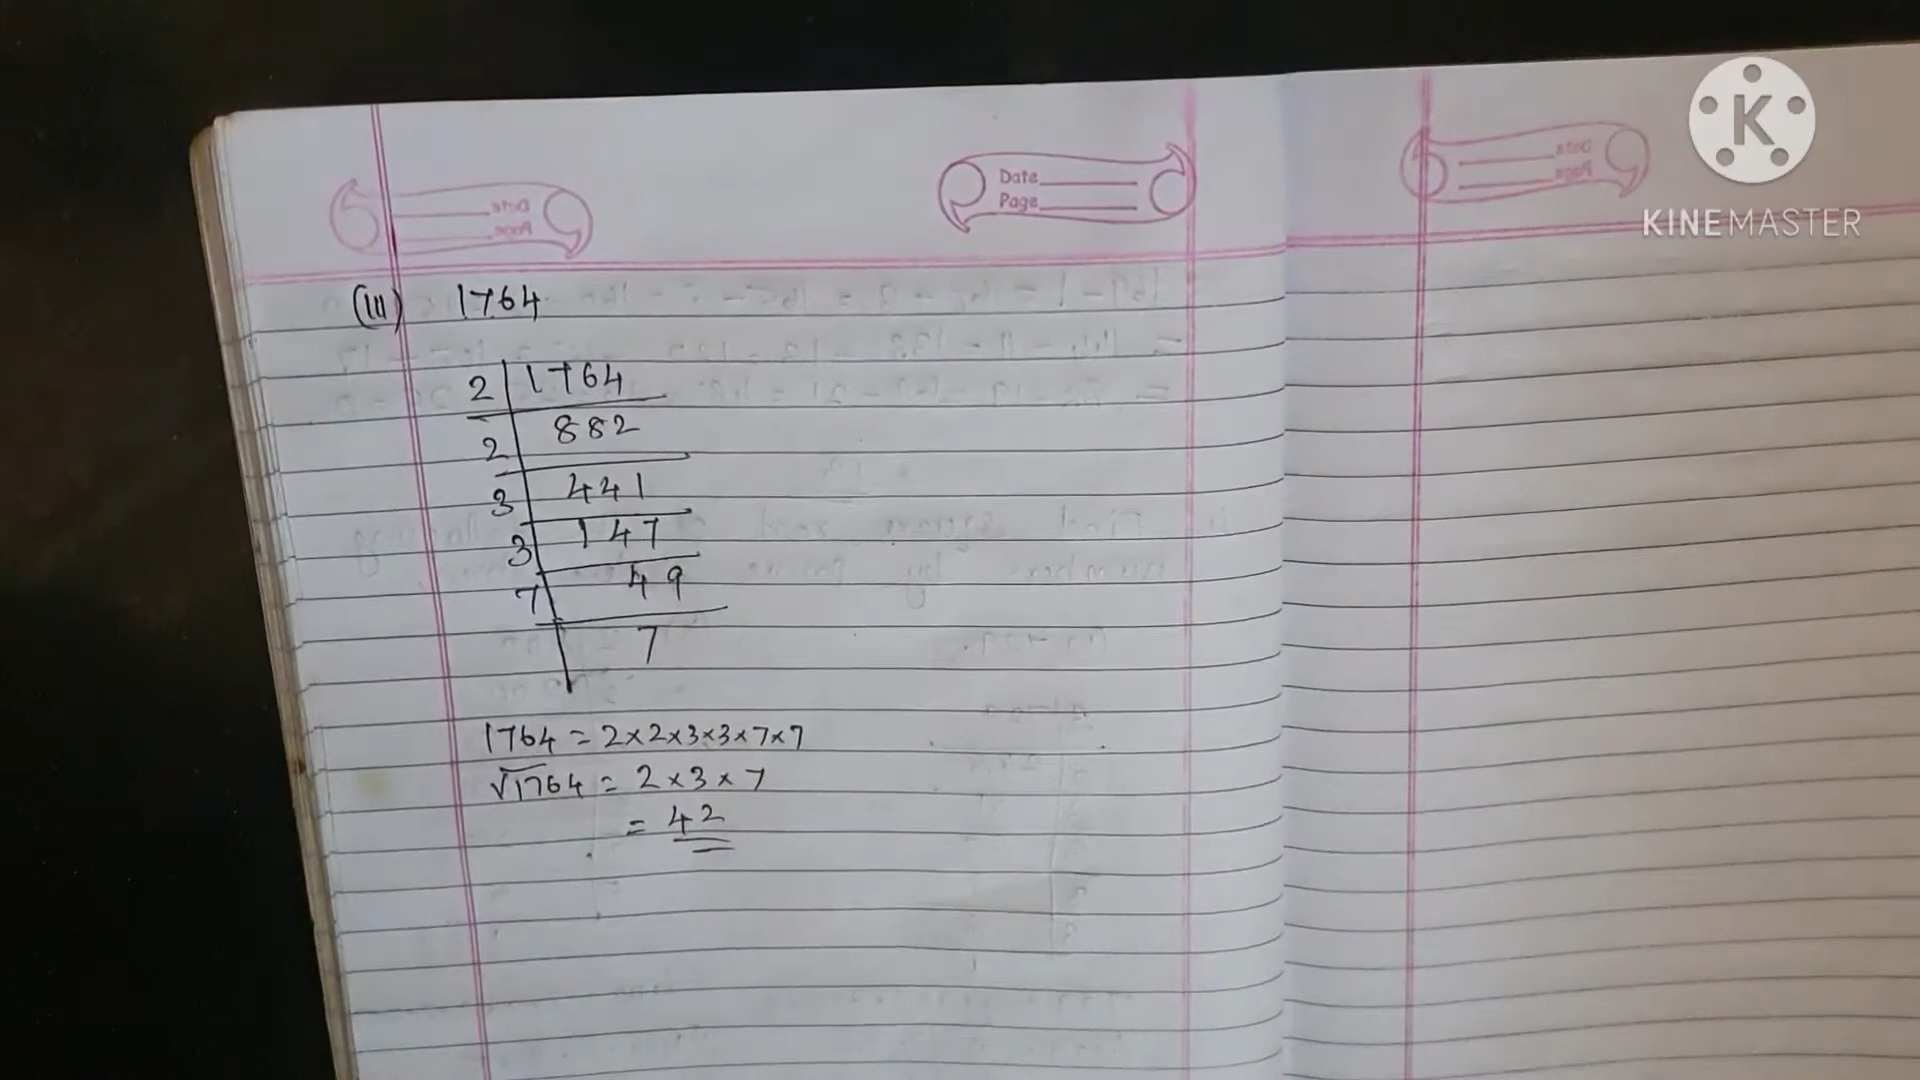 Date
Page
KINEMASTER
(iii) 1764
2 | 1764
2 | 882
3 | 441
3 | 147
7 | 49
7
1764 = 2×2×3×3×7×7
√1764 = 2 × 3 × 7
= 42